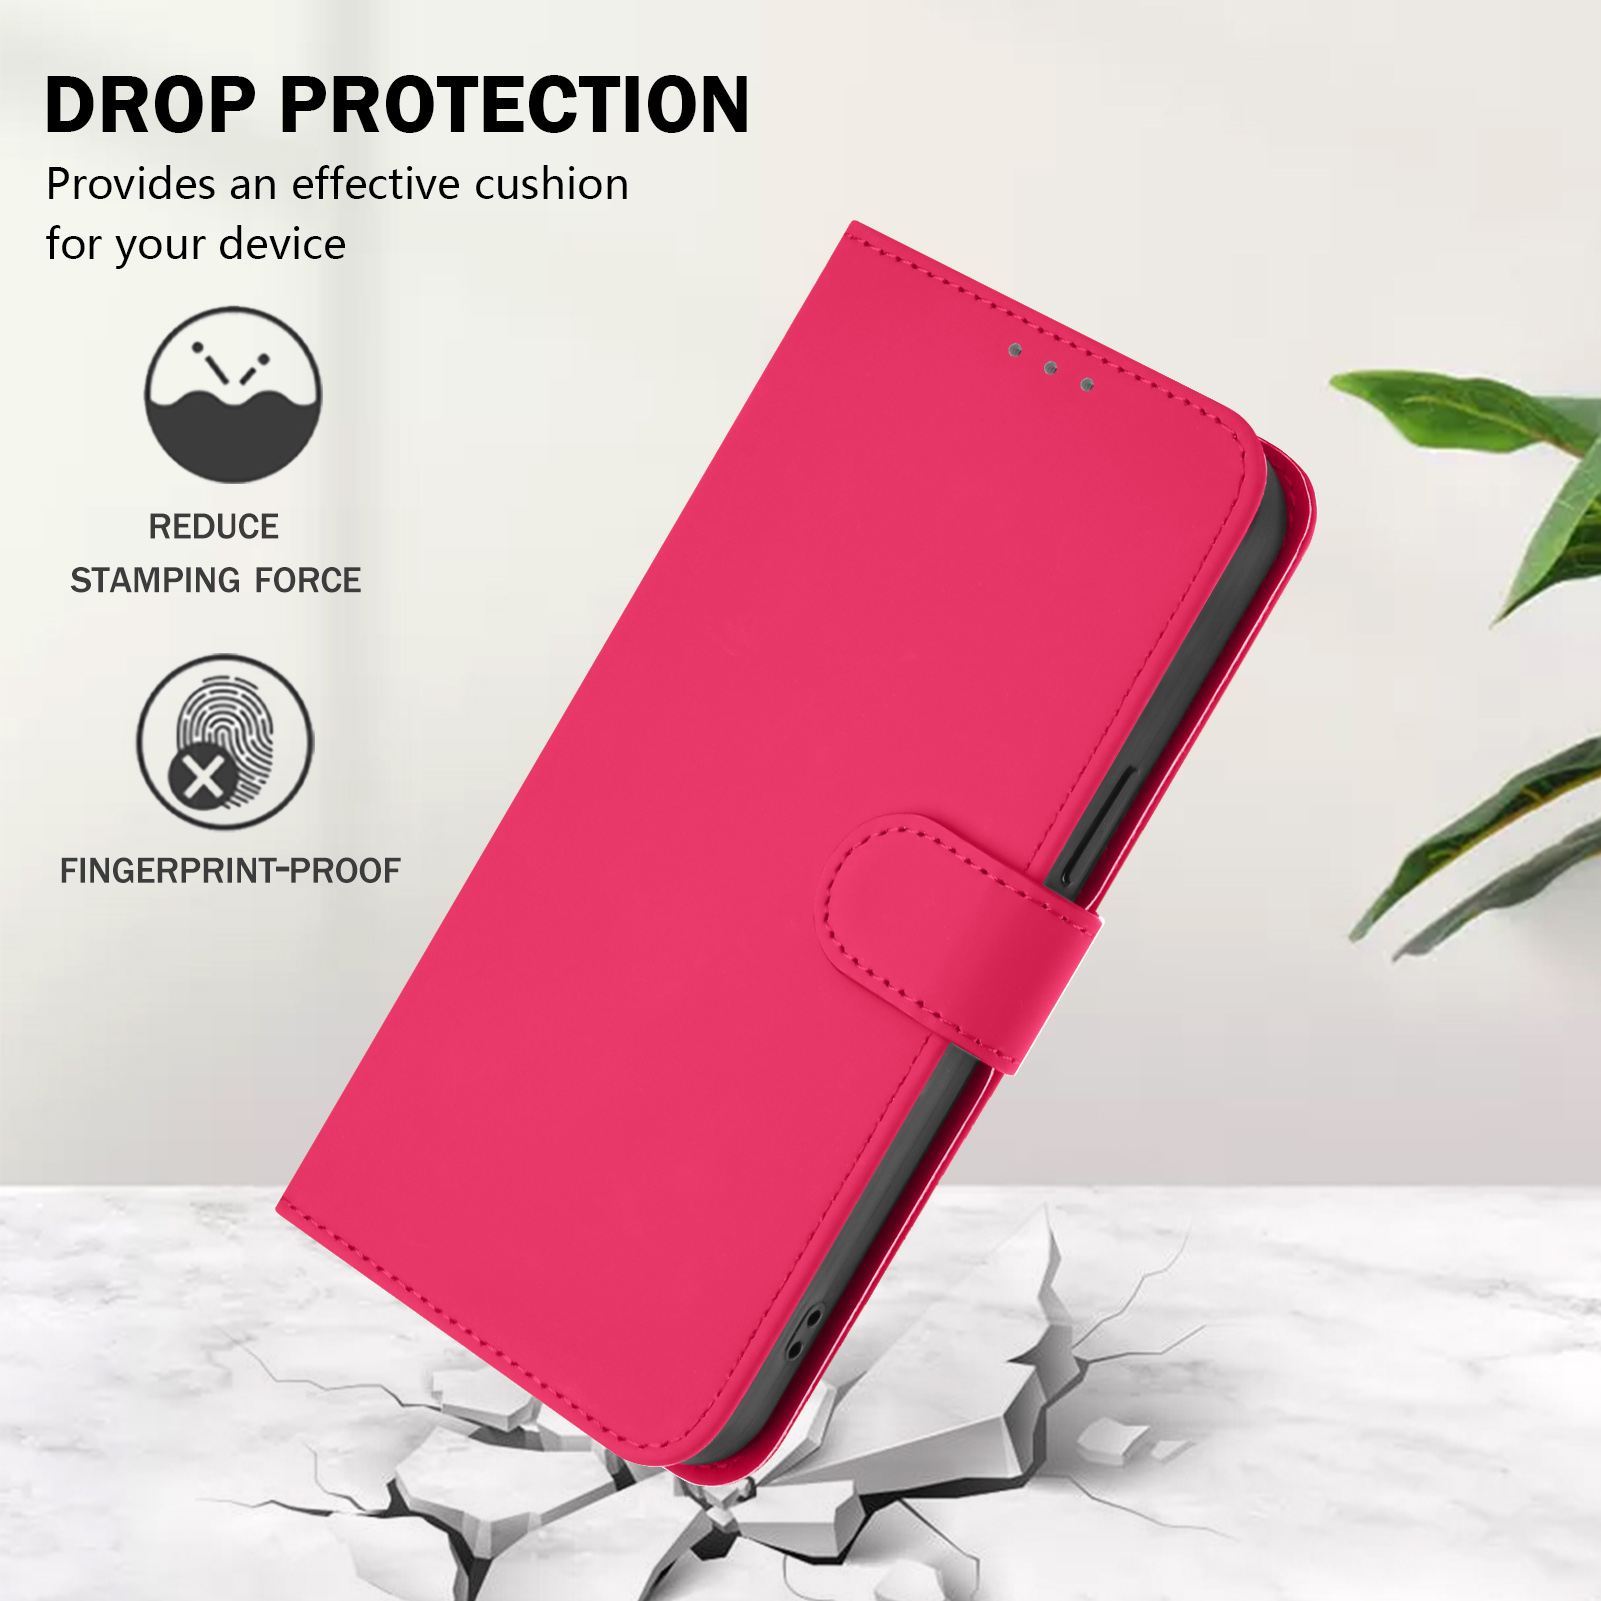 DROP PROTECTION
Provides an effective cushion
for your device
REDUCE
STAMPING FORCE
FINGERPRINT-PROOF